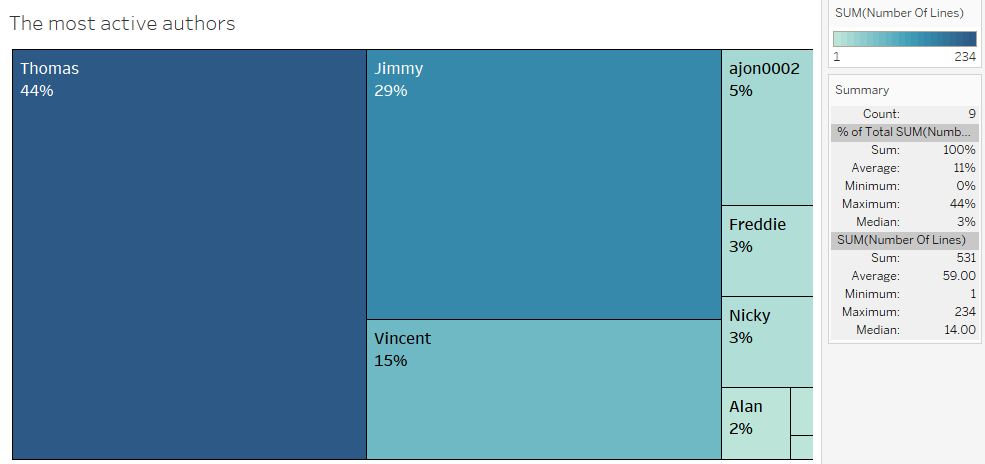 The most active authors
Thomas
44%
Jimmy
29%
Vincent
15%
ajon0002
5%
Freddie
3%
Nicky
3%
Alan
2%
SUM(Number Of Lines)
1 234
Summary
Count: 9
% of Total SUM(Numb...
Sum: 100%
Average: 11%
Minimum: 0%
Maximum: 44%
Median: 3%
SUM(Number Of Lines)
Sum: 531
Average: 59.00
Minimum: 1
Maximum: 234
Median: 14.00